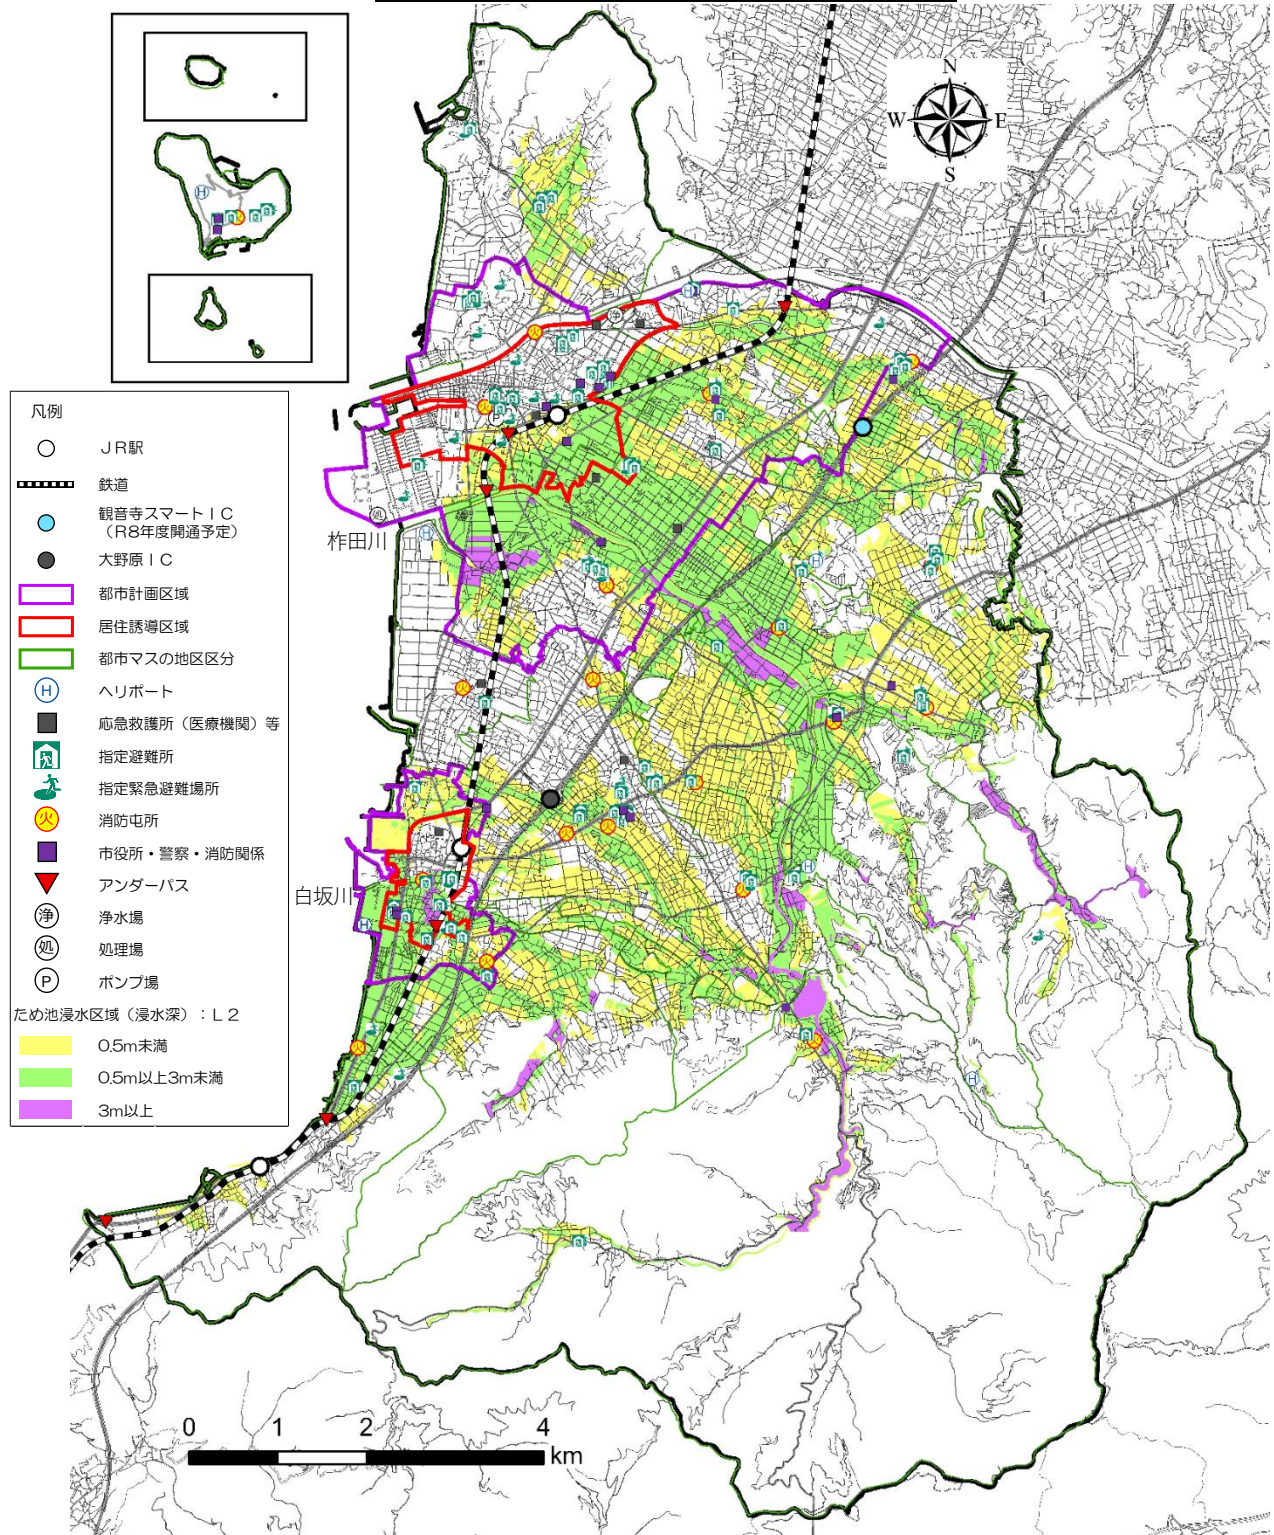 N
W
E
S
凡例
JR駅
鉄道
観音寺スマートIC
（R8年度開通予定）
大野原IC
都市計画区域
居住誘導区域
都市マスの地区区分
H
ヘリポート
応急救護所（医療機関）等
指定避難所
指定緊急避難場所
火
消防屯所
市役所・警察・消防関係
アンダーパス
浄
浄水場
処
処理場
P
ポンプ場
ため池浸水区域（浸水深）：L2
0.5m未満
0.5m以上3m未満
3m以上
柞田川
白坂川
0 1 2 4
km